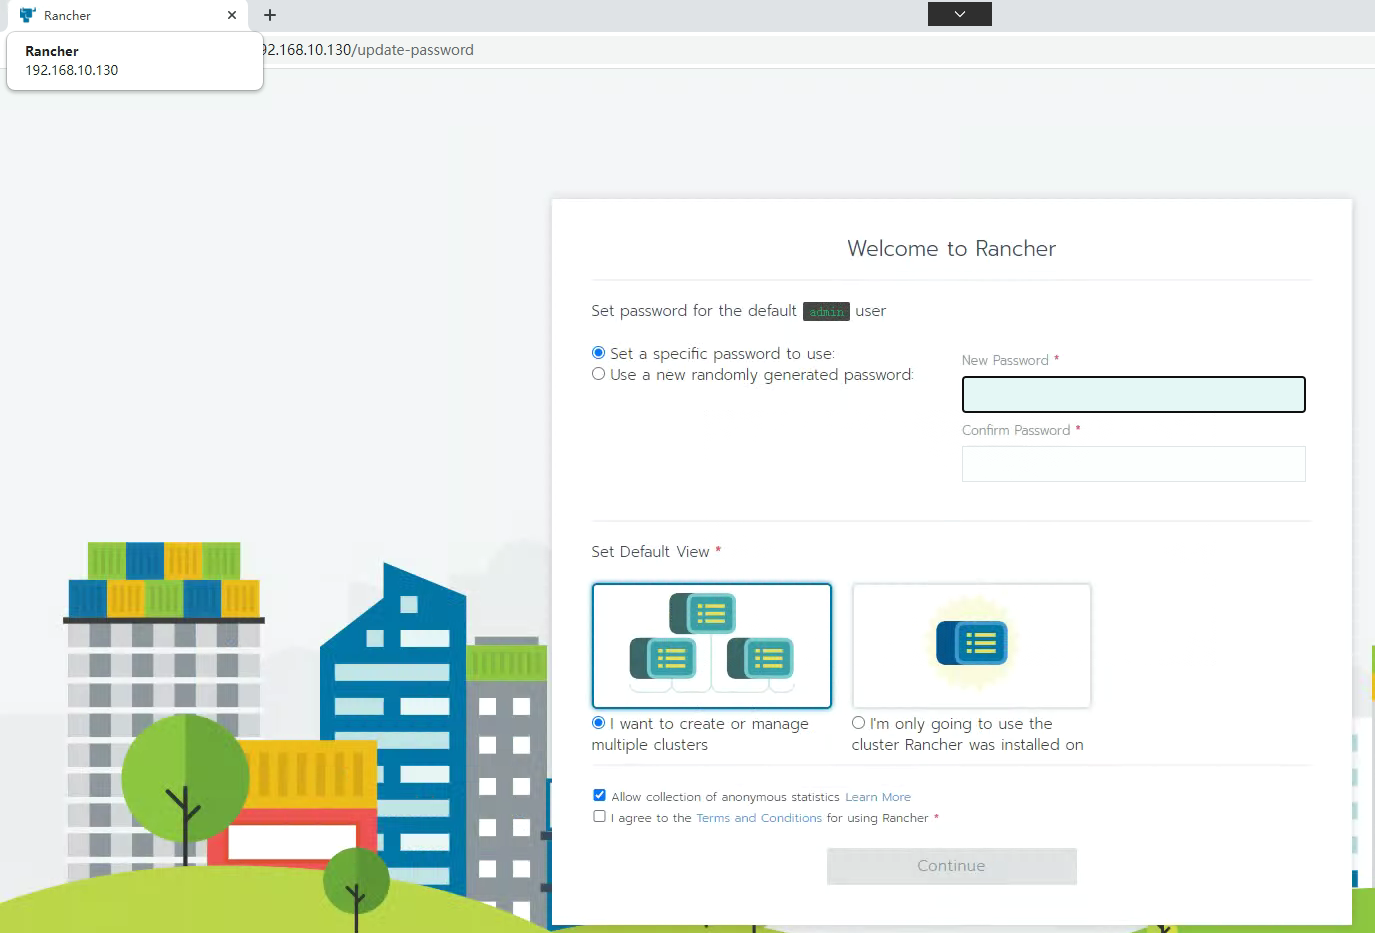 Rancher
Rancher
192.168.10.130
92.168.10.130/update-password
Welcome to Rancher
Set password for the default admin user
Set a specific password to use:
Use a new randomly generated password:
New Password *
Confirm Password *
Set Default View *
I want to create or manage
multiple clusters
I'm only going to use the
cluster Rancher was installed on
Allow collection of anonymous statistics Learn More
I agree to the Terms and Conditions for using Rancher *
Continue